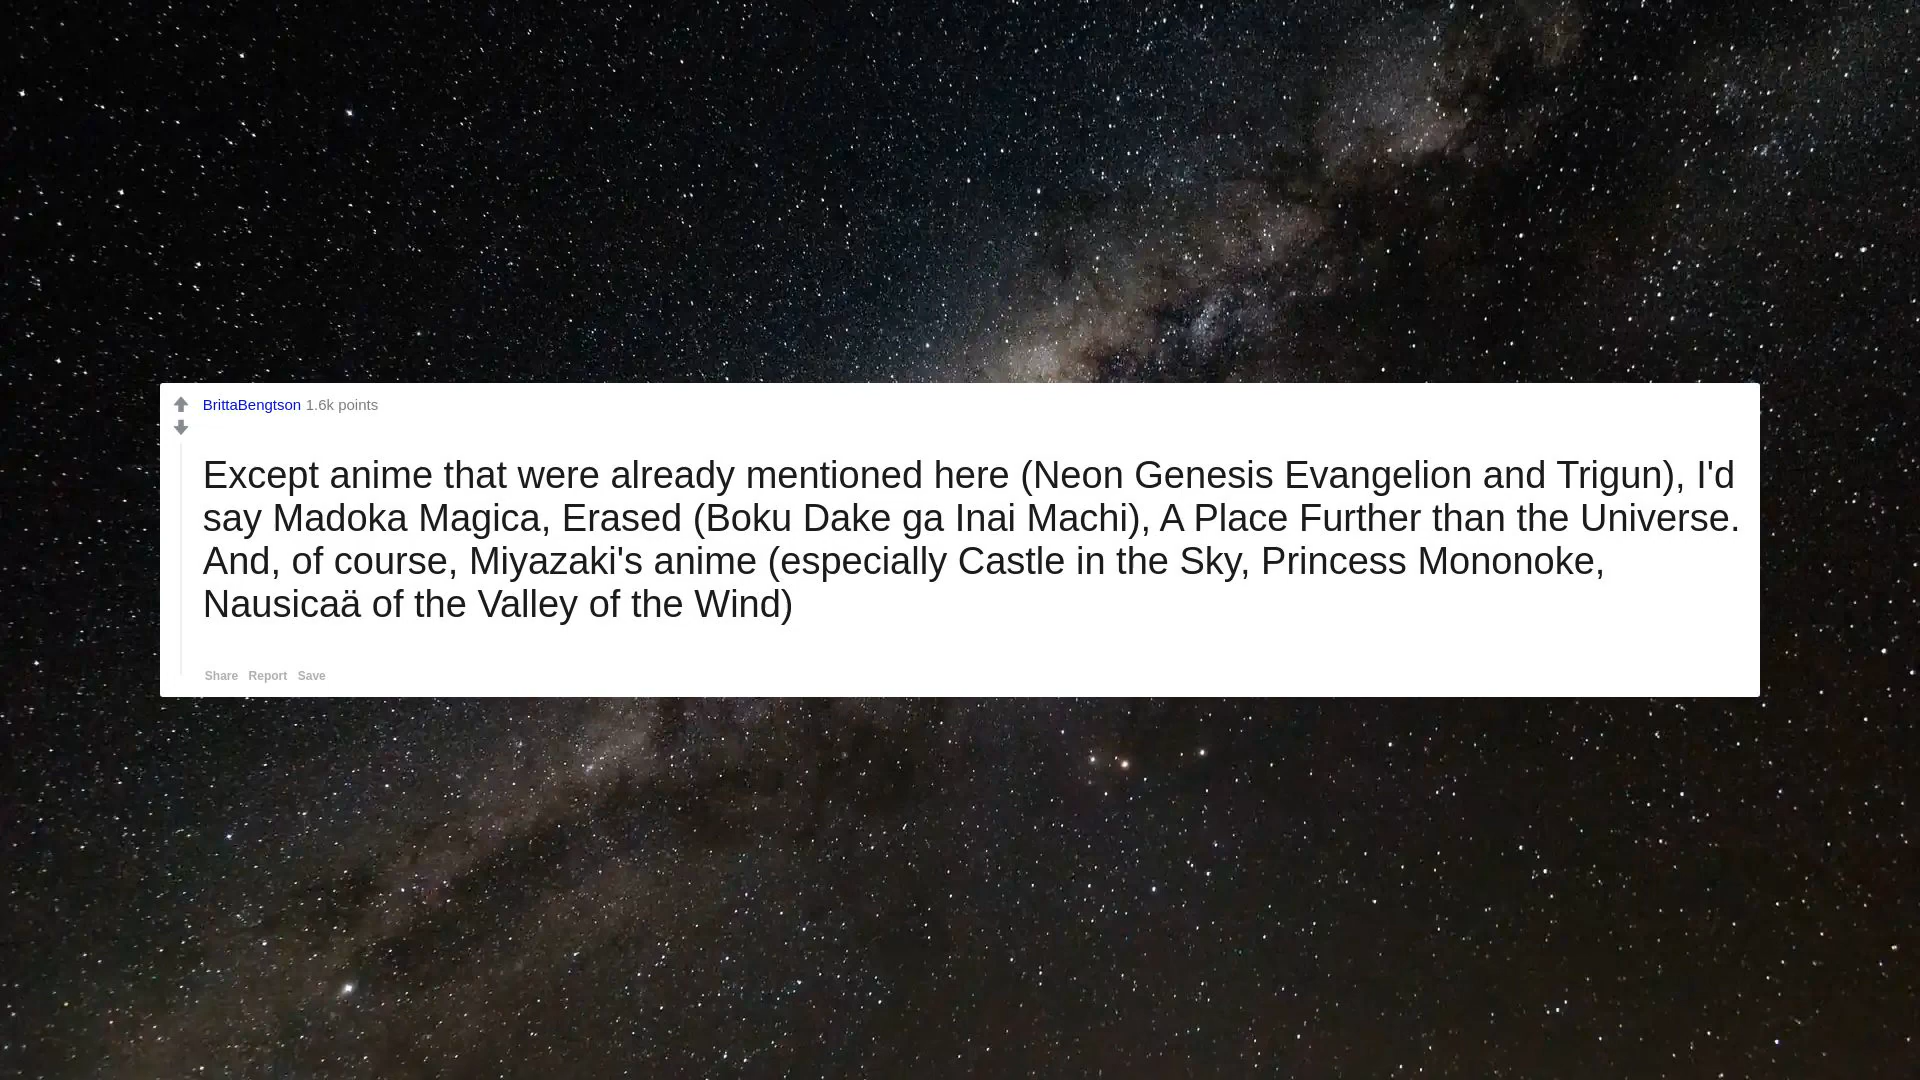 BrittaBengtson 1.6k points
Except anime that were already mentioned here (Neon Genesis Evangelion and Trigun), I'd
say Madoka Magica, Erased (Boku Dake ga Inai Machi), A Place Further than the Universe.
And, of course, Miyazaki's anime (especially Castle in the Sky, Princess Mononoke,
Nausicaä of the Valley of the Wind)
Share Report Save